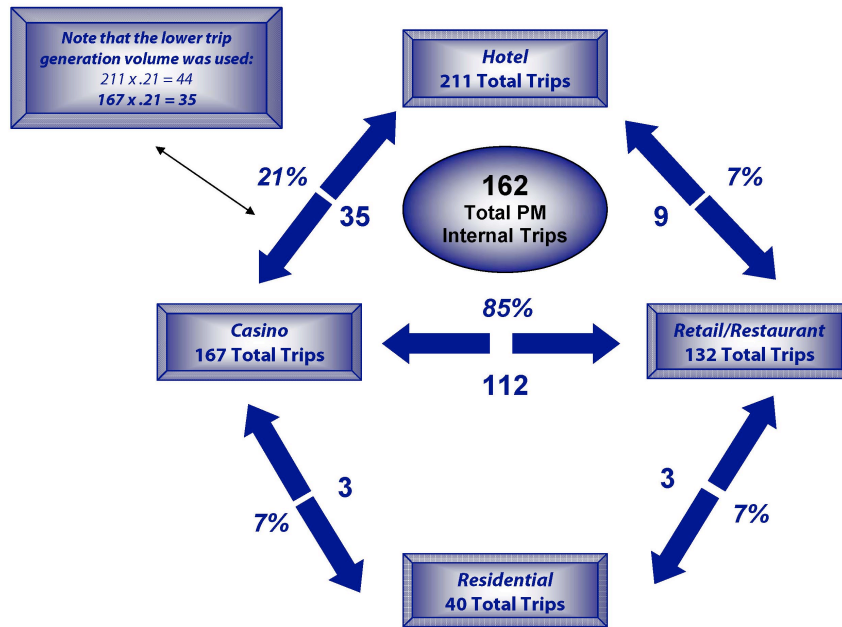 Note that the lower trip
generation volume was used:
211 x .21 = 44
167 x .21 = 35
Hotel
211 Total Trips
21%
35
162
Total PM
Internal Trips
7%
9
Casino
167 Total Trips
85%
112
Retail/Restaurant
132 Total Trips
3
7%
3
7%
Residential
40 Total Trips